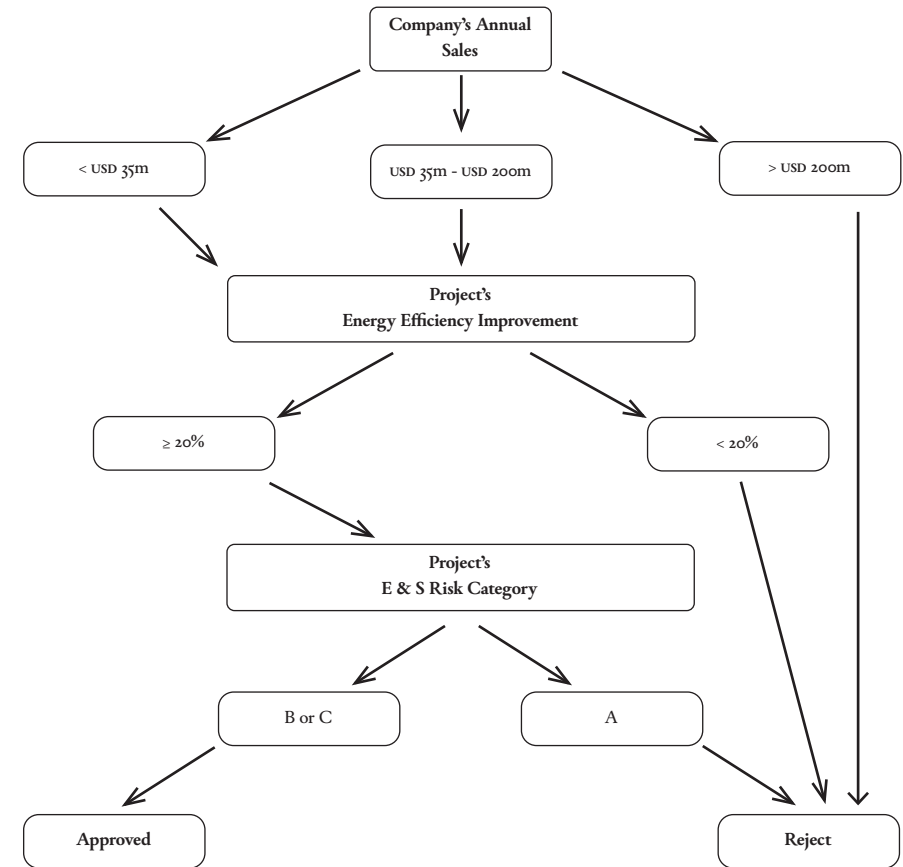 Company’s Annual
Sales
< USD 35m
USD 35m - USD 200m
> USD 200m
Project’s
Energy Efficiency Improvement
≥ 20%
< 20%
Project’s
E & S Risk Category
B or C
A
Approved
Reject